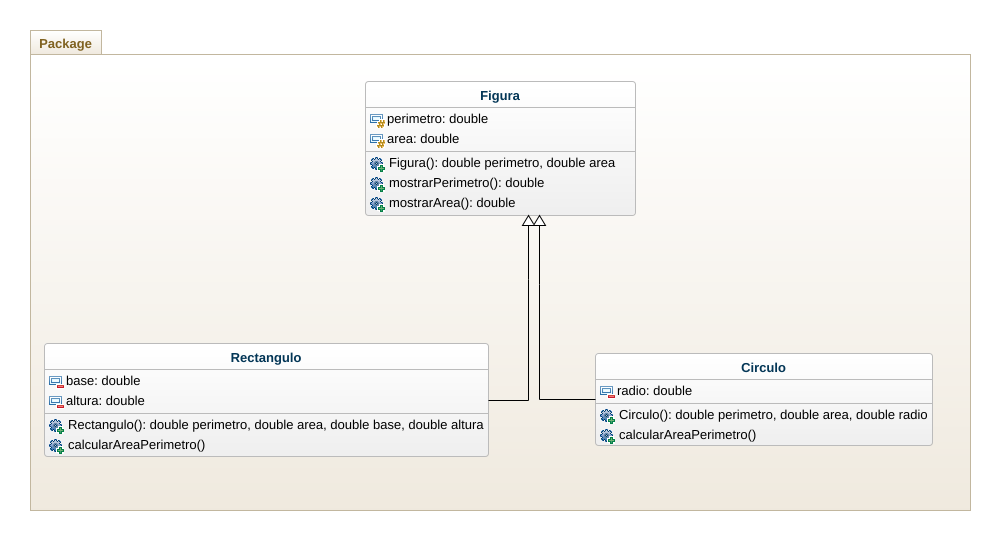 Package
Figura
perimetro: double
area: double
Figura(): double perimetro, double area
mostrarPerimetro(): double
mostrarArea(): double
Rectangulo
base: double
altura: double
Rectangulo(): double perimetro, double area, double base, double altura
calcularAreaPerimetro()
Circulo
radio: double
Circulo(): double perimetro, double area, double radio
calcularAreaPerimetro()